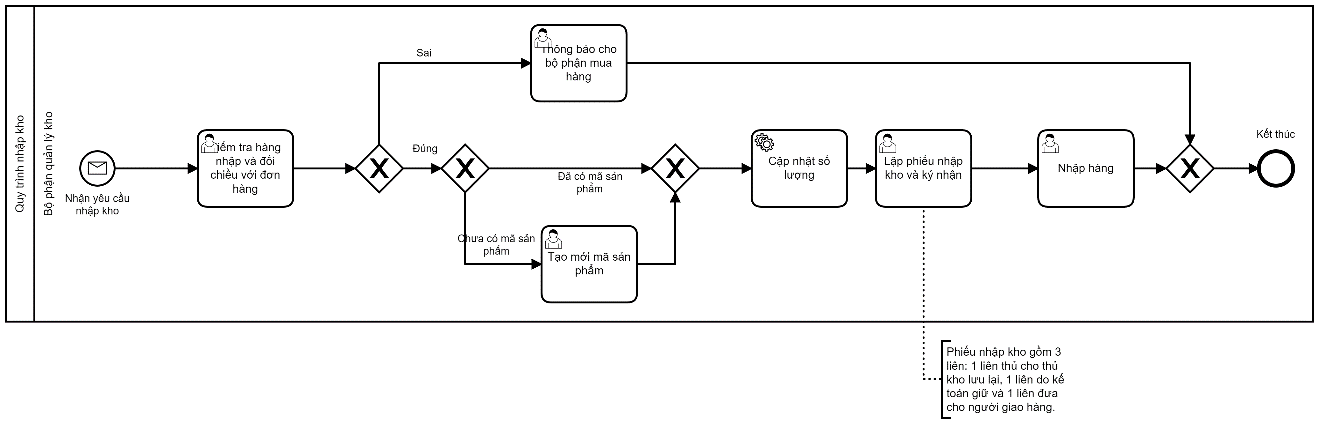 Quy trình nhập kho
Bộ phận quản lý kho
Nhận yêu cầu
nhập kho
iểm tra hàng
nhập và đối
chiều với đơn
hàng
Sai
Thông báo cho
bộ phận mua
hàng
Đúng
Đã có mã sán
phẩm
Chưa có mã sán
phẩm
Tạo mới mã sán
phẩm
Cập nhật số
lượng
Lập phiếu nhập
kho và ký nhận
Nhập hàng
Kết thúc
Phiếu nhập kho gồm 3
liên: 1 liên thủ cho thủ
kho lưu lại, 1 liên do kế
toán giữ và 1 liên đưa
cho người giao hàng.